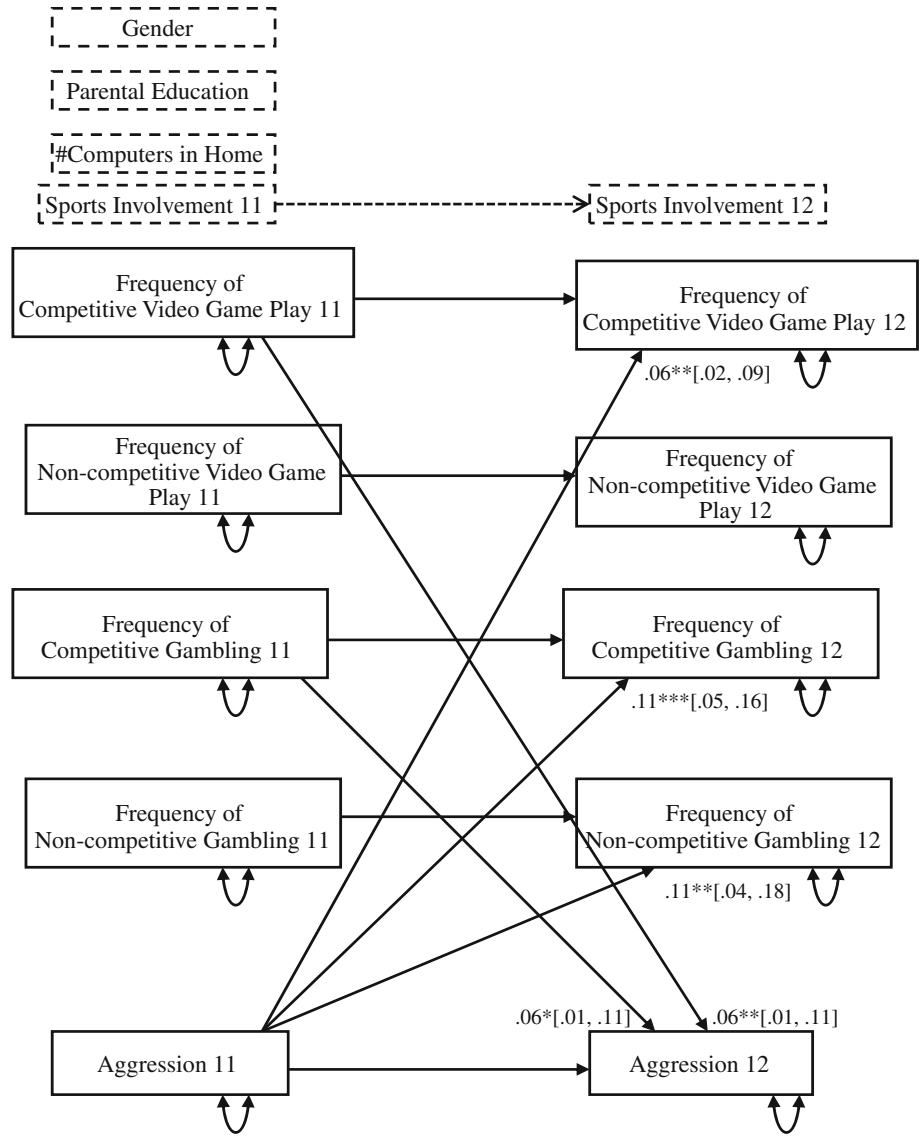 Gender
Parental Education
#Computers in Home
Sports Involvement 11
Sports Involvement 12
Frequency of
Competitive Video Game Play 11
Frequency of
Competitive Video Game Play 12
.06**[.02, .09]
Frequency of
Non-competitive Video Game
Play 11
Frequency of
Non-competitive Video Game
Play 12
Frequency of
Competitive Gambling 11
Frequency of
Competitive Gambling 12
.11***[.05, .16]
Frequency of
Non-competitive Gambling 11
Frequency of
Non-competitive Gambling 12
.11**[.04, .18]
.06*[.01, .11]
.06**[.01, .11]
Aggression 11
Aggression 12